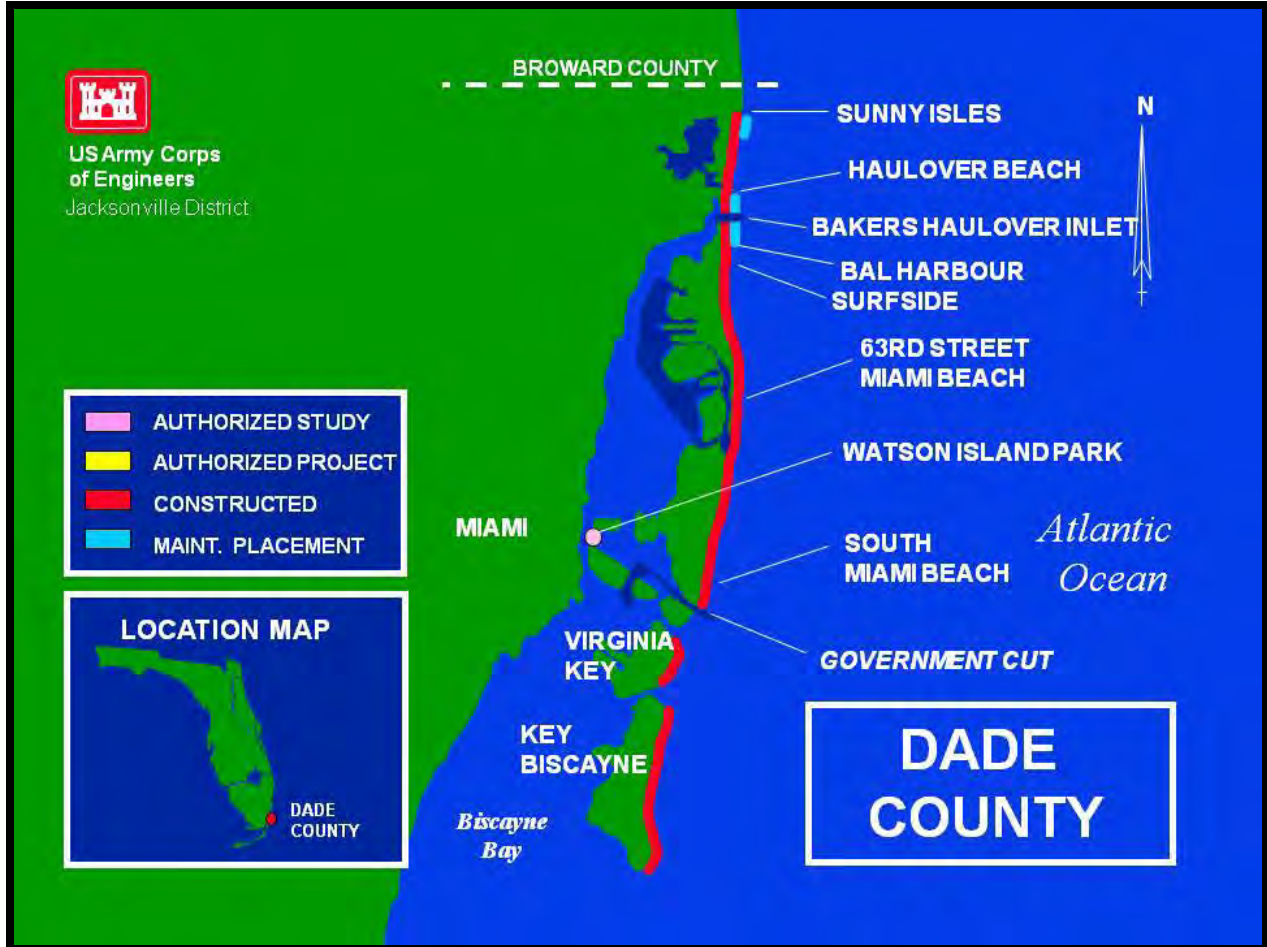 BROWARD COUNTY
US Army Corps
of Engineers
Jacksonville District
SUNNY ISLES
N
HAULOVER BEACH
BAKERS HAULOVER INLET
BAL HARBOUR
SURFSIDE
63RD STREET
MIAMI BEACH
AUTHORIZED STUDY
AUTHORIZED PROJECT
CONSTRUCTED
MAINT. PLACEMENT
WATSON ISLAND PARK
MIAMI
SOUTH
MIAMI BEACH
Atlantic
Ocean
LOCATION MAP
DADE
COUNTY
VIRGINIA
KEY
GOVERNMENT CUT
KEY
BISCAYNE
Biscayne
Bay
DADE
COUNTY